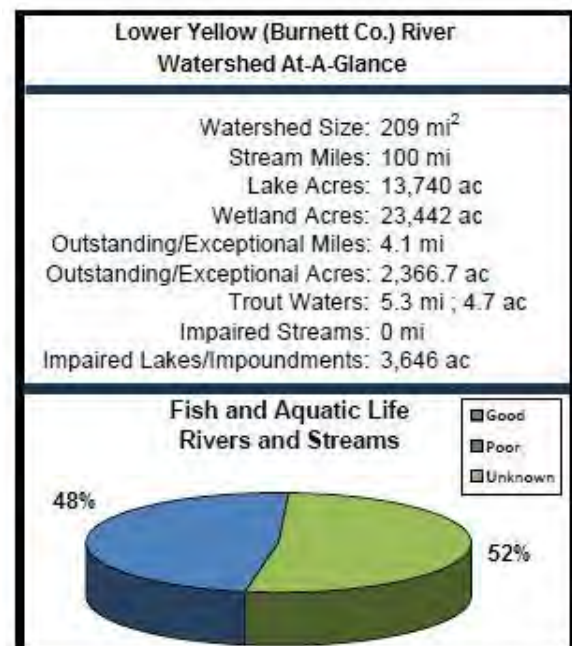 Lower Yellow (Burnett Co.) River
Watershed At-A-Glance
Watershed Size: 209 mi²
Stream Miles: 100 mi
Lake Acres: 13,740 ac
Wetland Acres: 23,442 ac
Outstanding/Exceptional Miles: 4.1 mi
Outstanding/Exceptional Acres: 2,366.7 ac
Trout Waters: 5.3 mi ; 4.7 ac
Impaired Streams: 0 mi
Impaired Lakes/Impoundments: 3,646 ac
Fish and Aquatic Life
Rivers and Streams
Good
Poor
Unknown
48%
52%